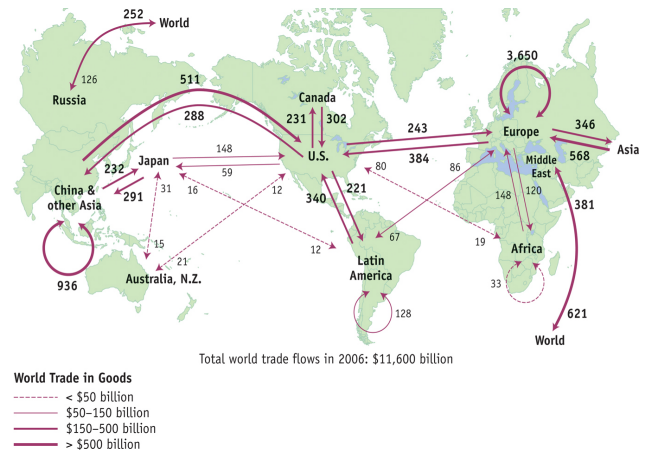 252
World
126
Russia
511
288
Canada
231
302
3,650
243
384
Europe
346
568
Asia
U.S.
Middle
East
Japan
148
59
232
291
31
16
12
China &
other Asia
936
15
21
Australia, N.Z.
340
221
80
86
67
12
Latin
America
128
148
120
19
Africa
33
381
621
World
Total world trade flows in 2006: $11,600 billion
World Trade in Goods
< $50 billion
$50–150 billion
$150–500 billion
> $500 billion